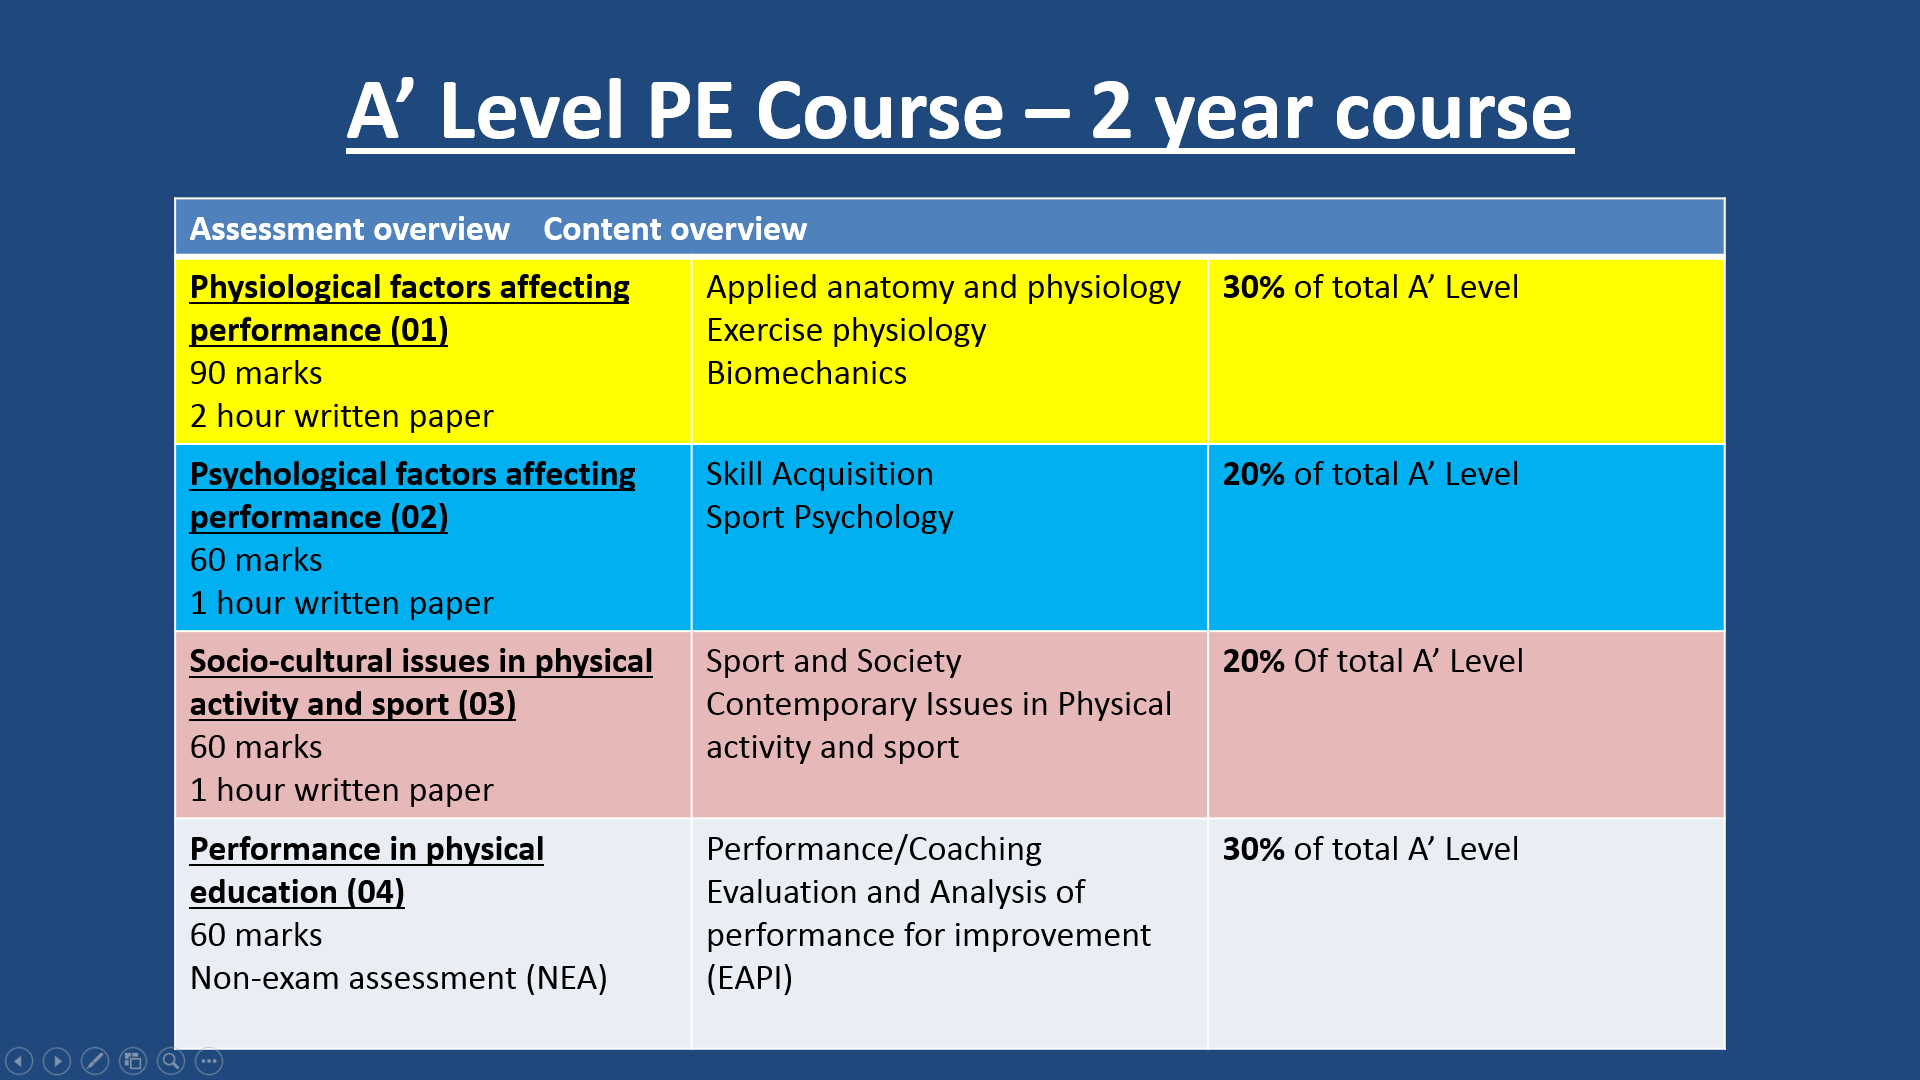 A’ Level PE Course – 2 year course
Assessment overview Content overview
Physiological factors affecting
performance (01)
90 marks
2 hour written paper
Applied anatomy and physiology
Exercise physiology
Biomechanics
30% of total A’ Level
Psychological factors affecting
performance (02)
60 marks
1 hour written paper
Skill Acquisition
Sport Psychology
20% of total A’ Level
Socio-cultural issues in physical
activity and sport (03)
60 marks
1 hour written paper
Sport and Society
Contemporary Issues in Physical
activity and sport
20% Of total A’ Level
Performance in physical
education (04)
60 marks
Non-exam assessment (NEA)
Performance/Coaching
Evaluation and Analysis of
performance for improvement
(EAPI)
30% of total A’ Level